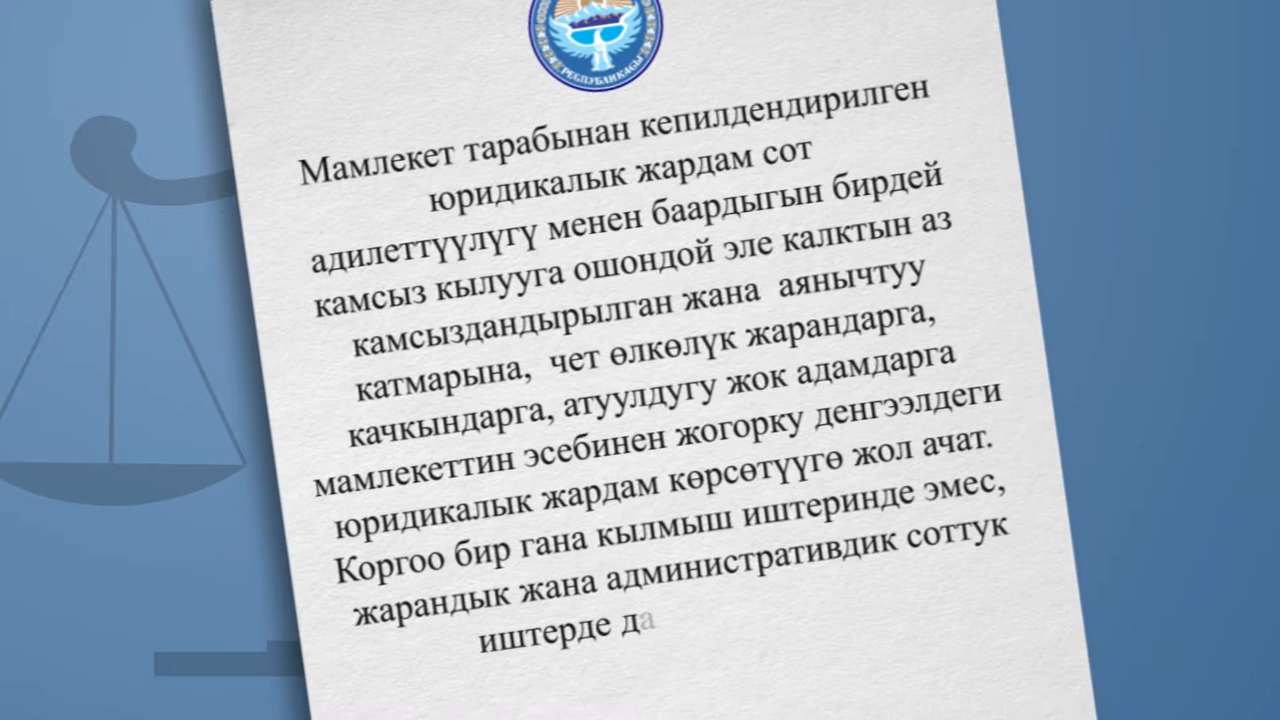 РЕСПУБЛИКАСЫ
Мамлекет тарабынан кепилдендирилген
юридикалык жардам сот
адилеттүүлүгү менен баардыгын бирдей
камсыз кылууга ошондой эле калктын аз
камсыздандырылган жана аянычтуу
катмарына, чет өлкөлүк жарандарга,
качкындарга, атуулдугу жок адамдарга
мамлекеттин эсебинен жогорку денгээлдеги
юридикалык жардам көрсөтүүгө жол ачат.
Коргоо бир гана кылмыш иштеринде эмес,
жарандык жана административдик соттук
иштерде да